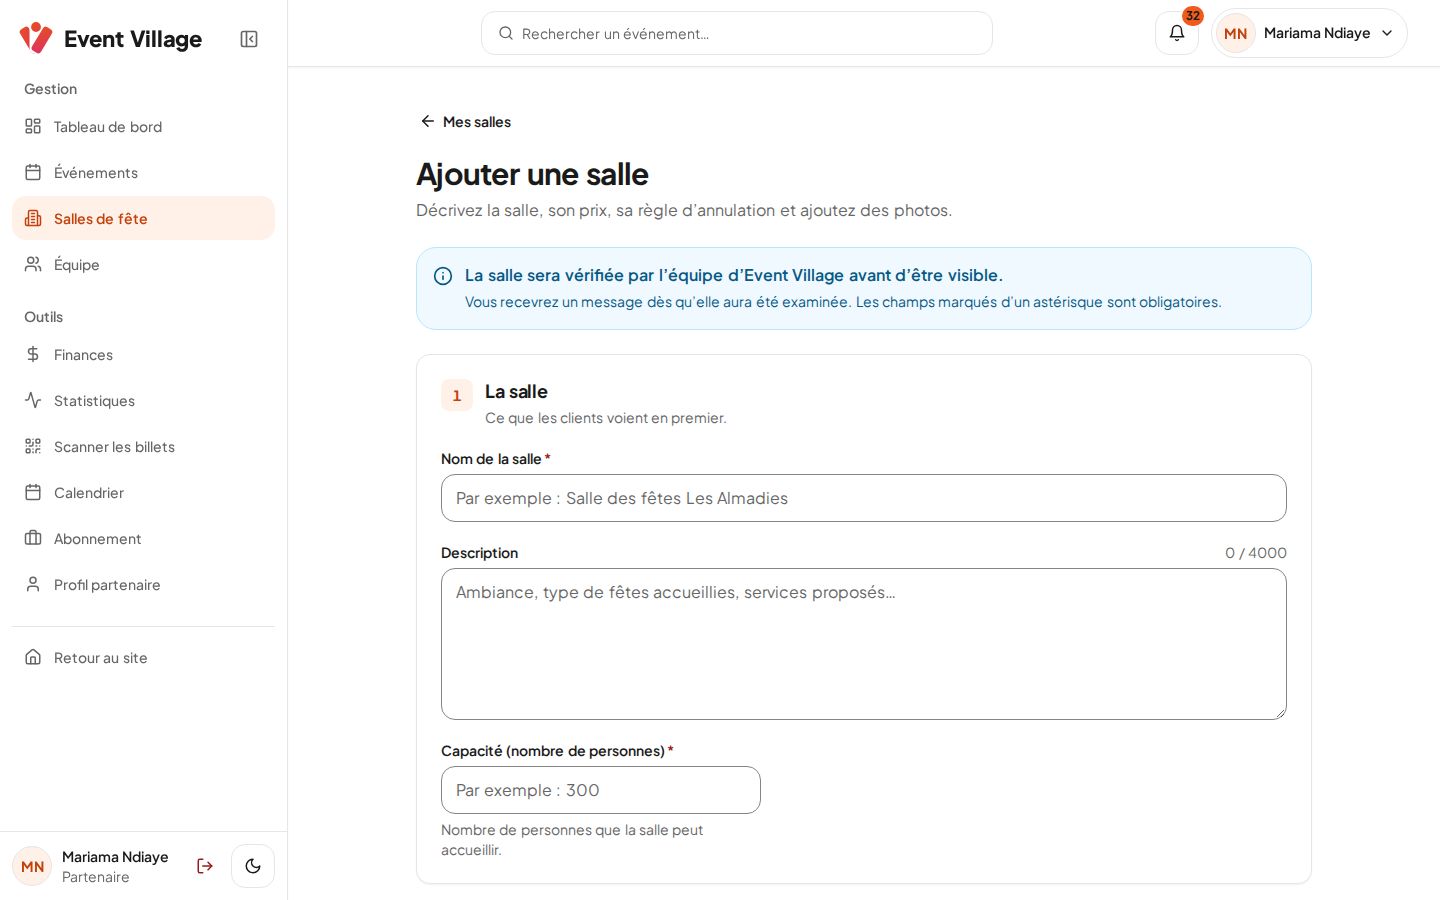 Event Village
Rechercher un événement...
32
MN
Mariama Ndiaye
Gestion
Tableau de bord
Événements
Salles de fête
Équipe
Outils
Finances
Statistiques
Scanner les billets
Calendrier
Abonnement
Profil partenaire
Retour au site
MN
Mariama Ndiaye
Partenaire
Mes salles
Ajouter une salle
Décrivez la salle, son prix, sa règle d’annulation et ajoutez des photos.
La salle sera vérifiée par l’équipe d’Event Village avant d’être visible.
Vous recevrez un message dès qu’elle aura été examinée. Les champs marqués d’un astérisque sont obligatoires.
1
La salle
Ce que les clients voient en premier.
Nom de la salle *
Par exemple : Salle des fêtes Les Almadies
Description
0 / 4000
Ambiance, type de fêtes accueillies, services proposés…
Capacité (nombre de personnes) *
Par exemple : 300
Nombre de personnes que la salle peut
accueillir.